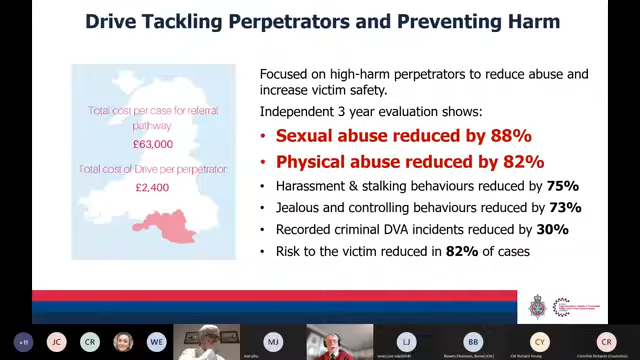 Drive Tackling Perpetrators and Preventing Harm
Total cost per case for referral
pathway:
£63,000
Total cost of Drive per perpetrator:
£2,400
Focused on high-harm perpetrators to reduce abuse and
increase victim safety.
Independent 3 year evaluation shows:
• Sexual abuse reduced by 88%
• Physical abuse reduced by 82%
• Harassment & stalking behaviours reduced by 75%
• Jealous and controlling behaviours reduced by 73%
• Recorded criminal DVA incidents reduced by 30%
• Risk to the victim reduced in 82% of cases
+11
JC
CR
WE
MJ
LJ
BB
CY
CR